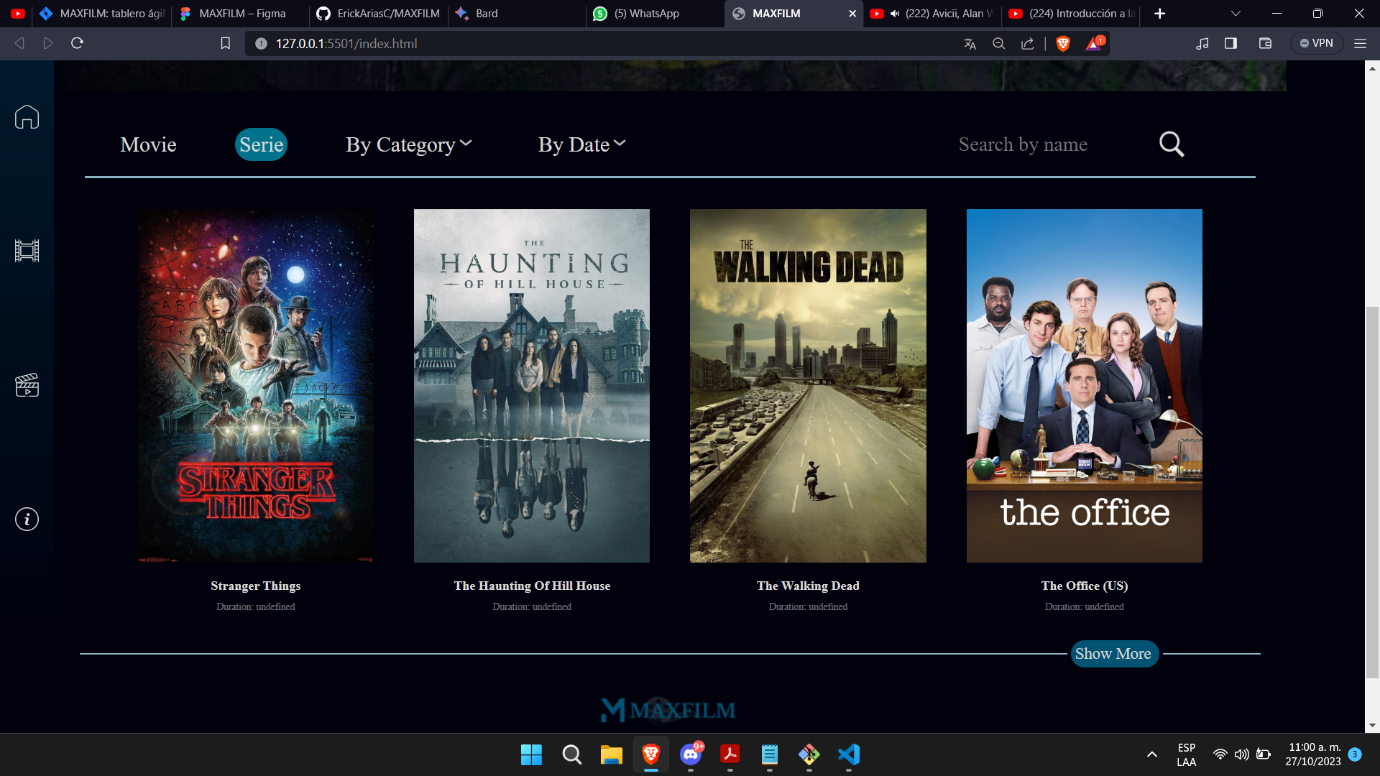 MAXFILM: tablero ági
MAXFILM – Figma
ErickAriasC/MAXFILM
Bard
(5) WhatsApp
MAXFILM
(222) Avicii, Alan W
(224) Introducción a la
127.0.0.1:5501/index.html
1
VPN
Movie
Serie
By Category
By Date
Search by name
STRANGER
THINGS
THE
HAUNTING
OF HILL HOUSE
THE
WALKING DEAD
the office
Stranger Things
The Haunting Of Hill House
The Walking Dead
The Office (US)
Duration: undefined
Duration: undefined
Duration: undefined
Duration: undefined
Show More
MAXFILM
9+
ESP
LAA
11:00 a. m.
27/10/2023
3